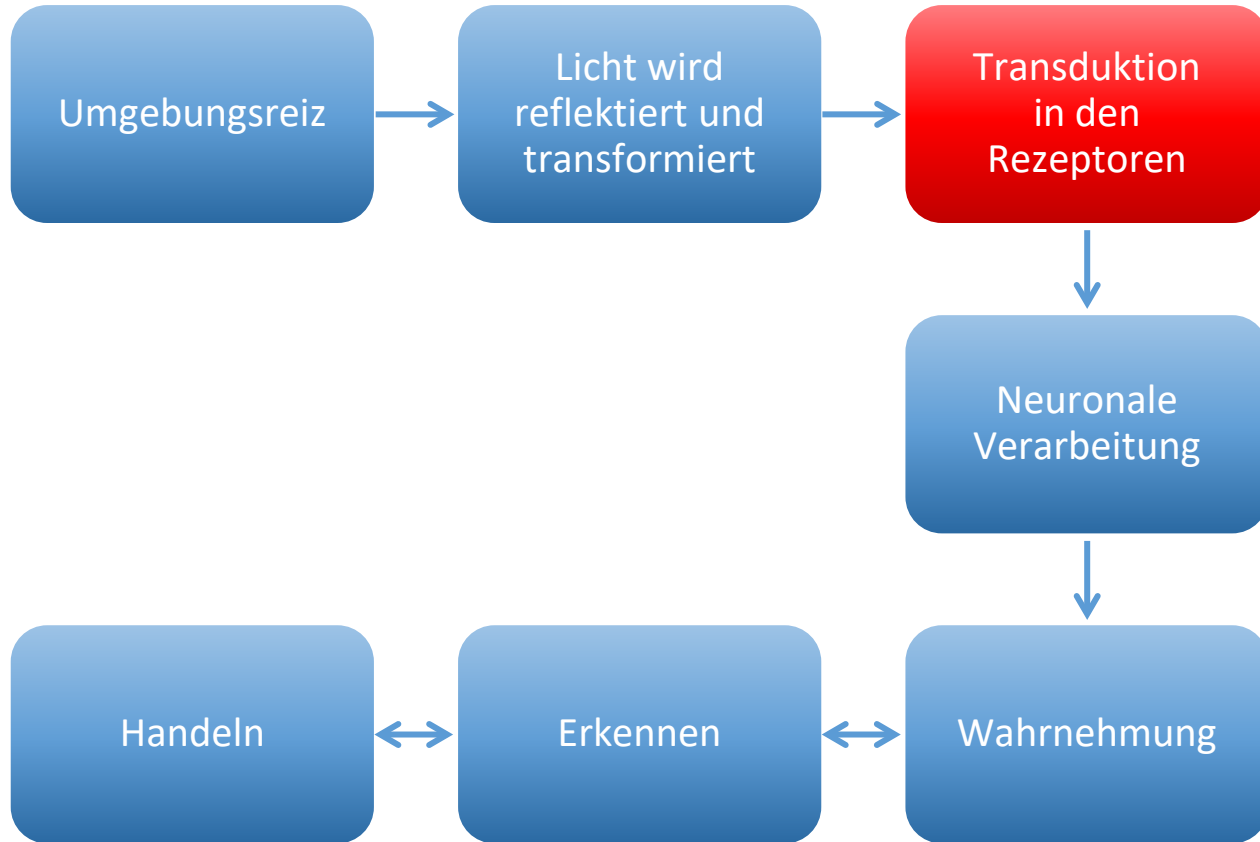 Umgebungsreiz
Licht wird
reflektiert und
transformiert
Transduktion
in den
Rezeptoren
Neuronale
Verarbeitung
Wahrnehmung
Erkennen
Handeln